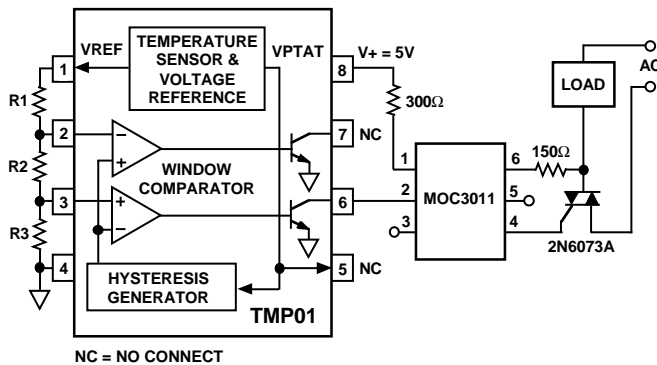 VREF
TEMPERATURE
SENSOR &
VOLTAGE
REFERENCE
VPTAT
V+ = 5V
1
8
R1
300Ω
2
7
NC
R2
WINDOW
COMPARATOR
3
6
R3
4
5
NC
HYSTERESIS
GENERATOR
TMP01
1
2
3
MOC3011
6
5
4
150Ω
LOAD
AC
2N6073A
NC = NO CONNECT